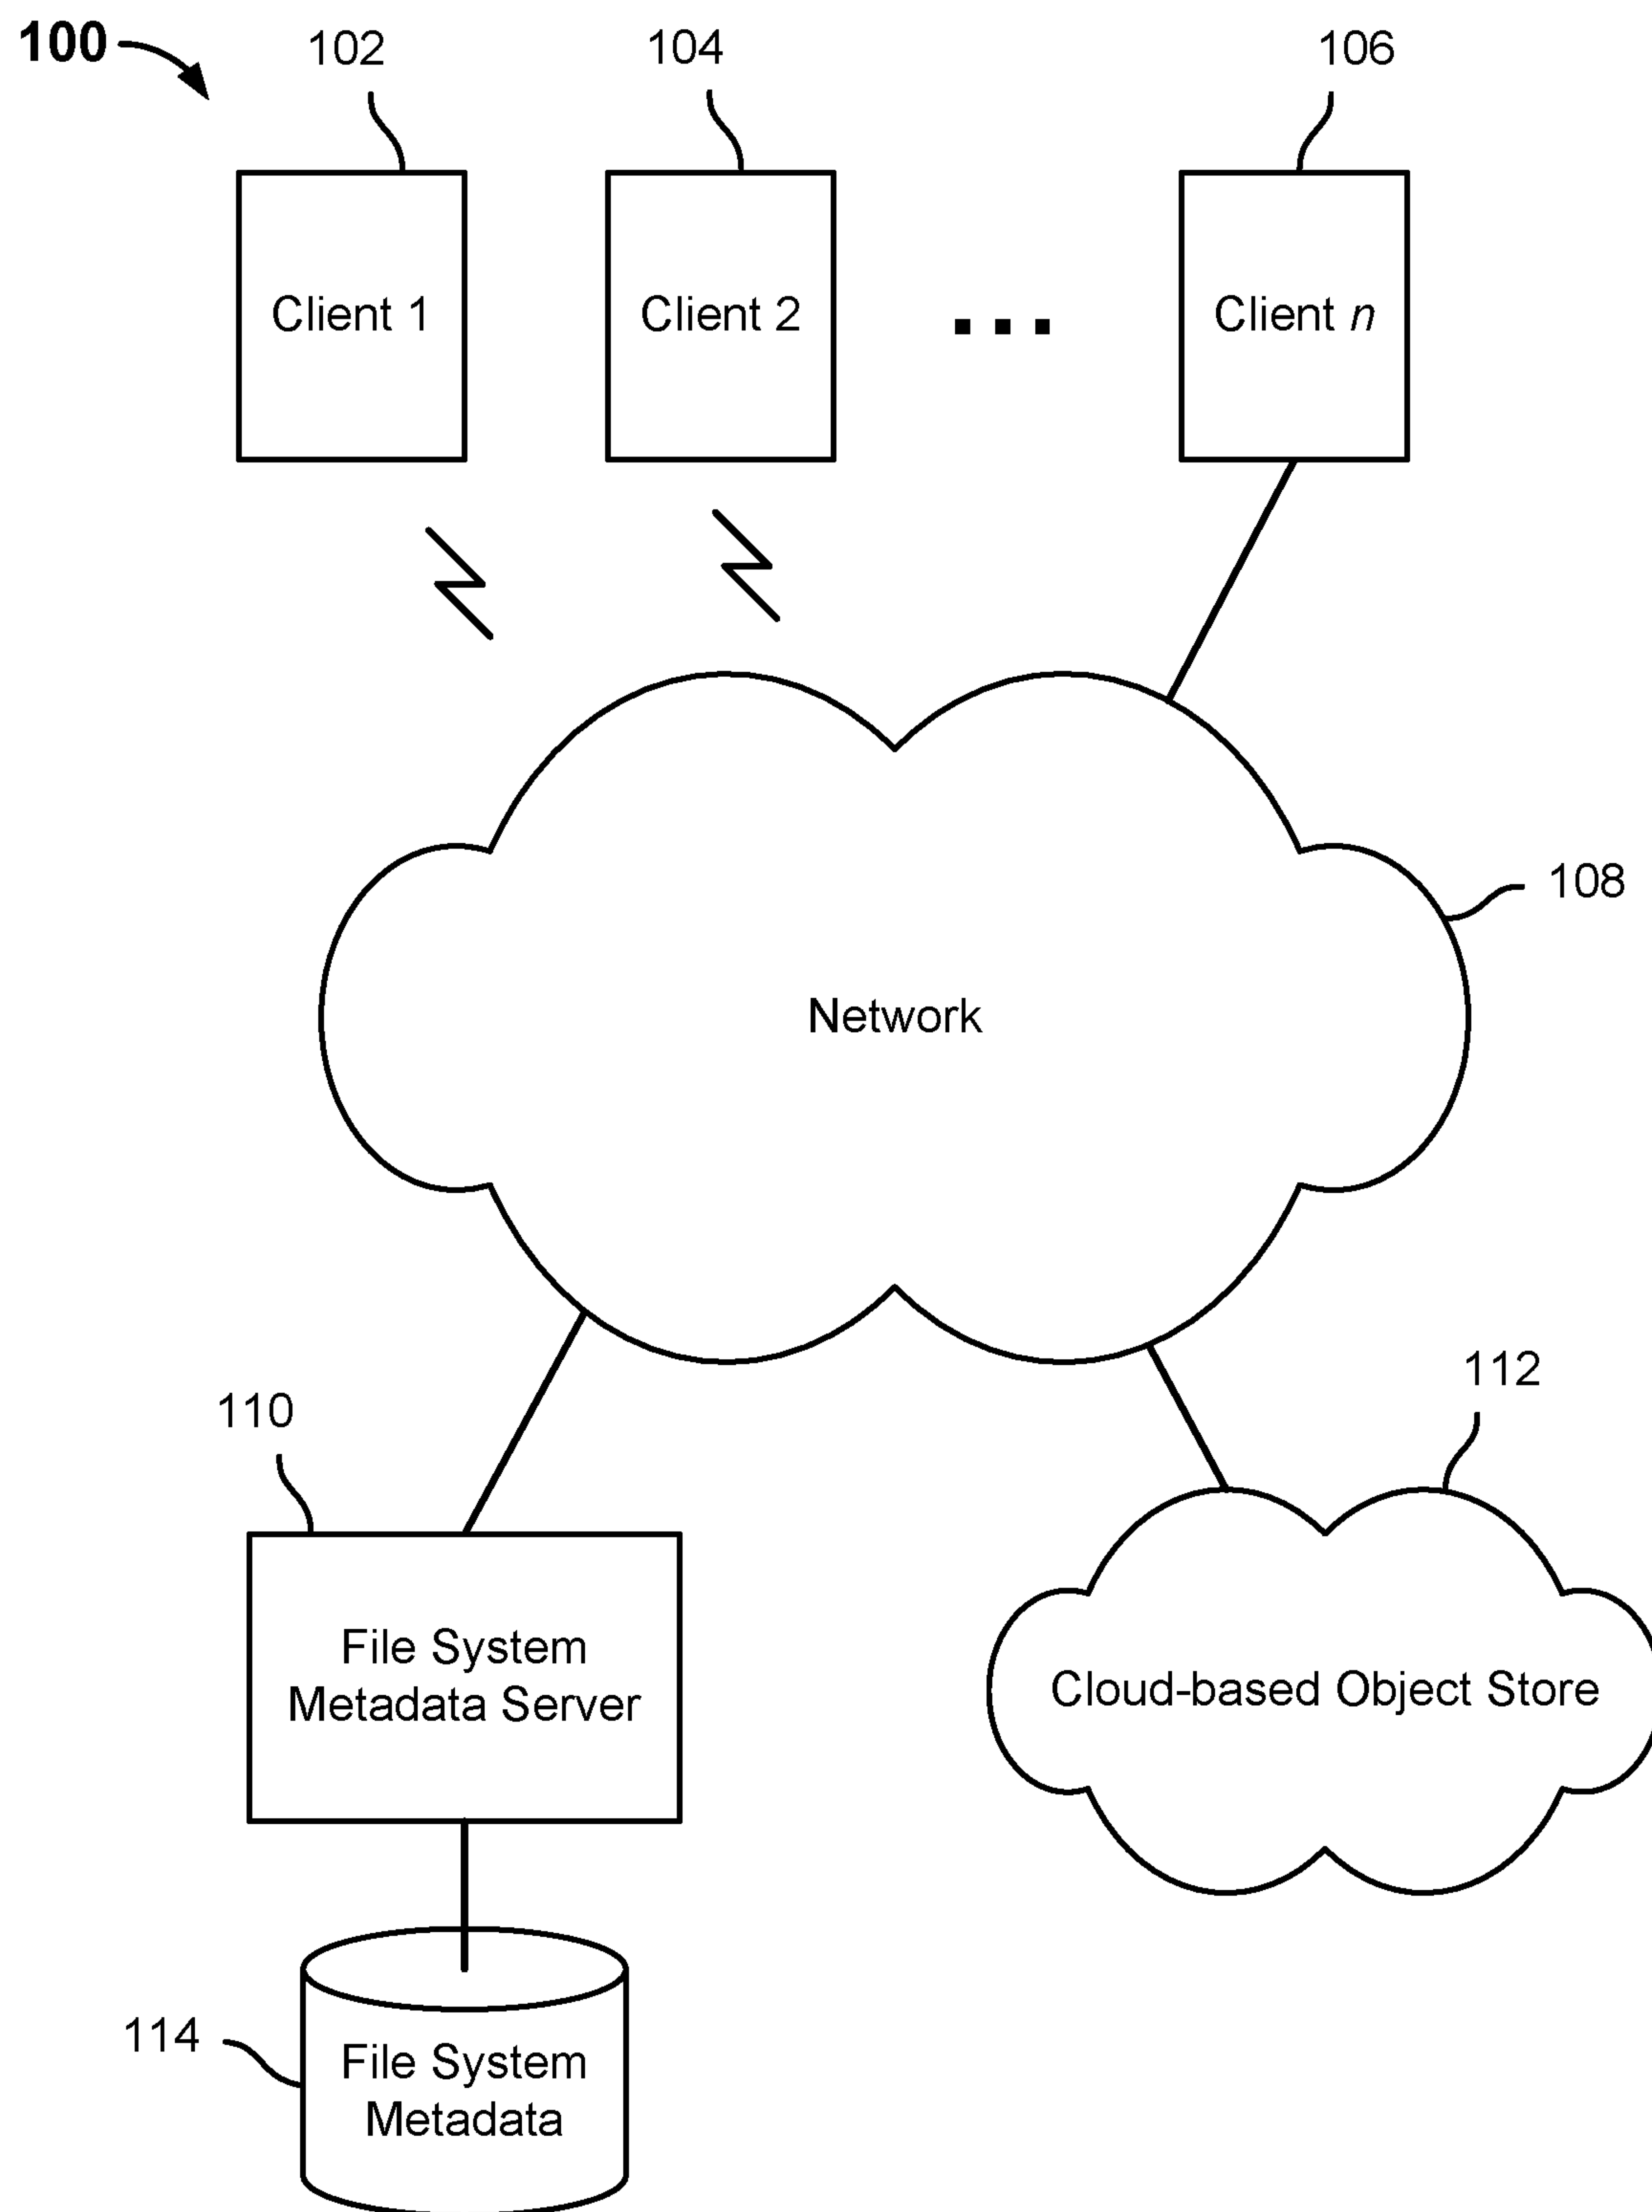 100
102
104
106
Client 1
Client 2
...
Client n
108
Network
112
110
File System
Metadata Server
Cloud-based Object Store
114
File System
Metadata